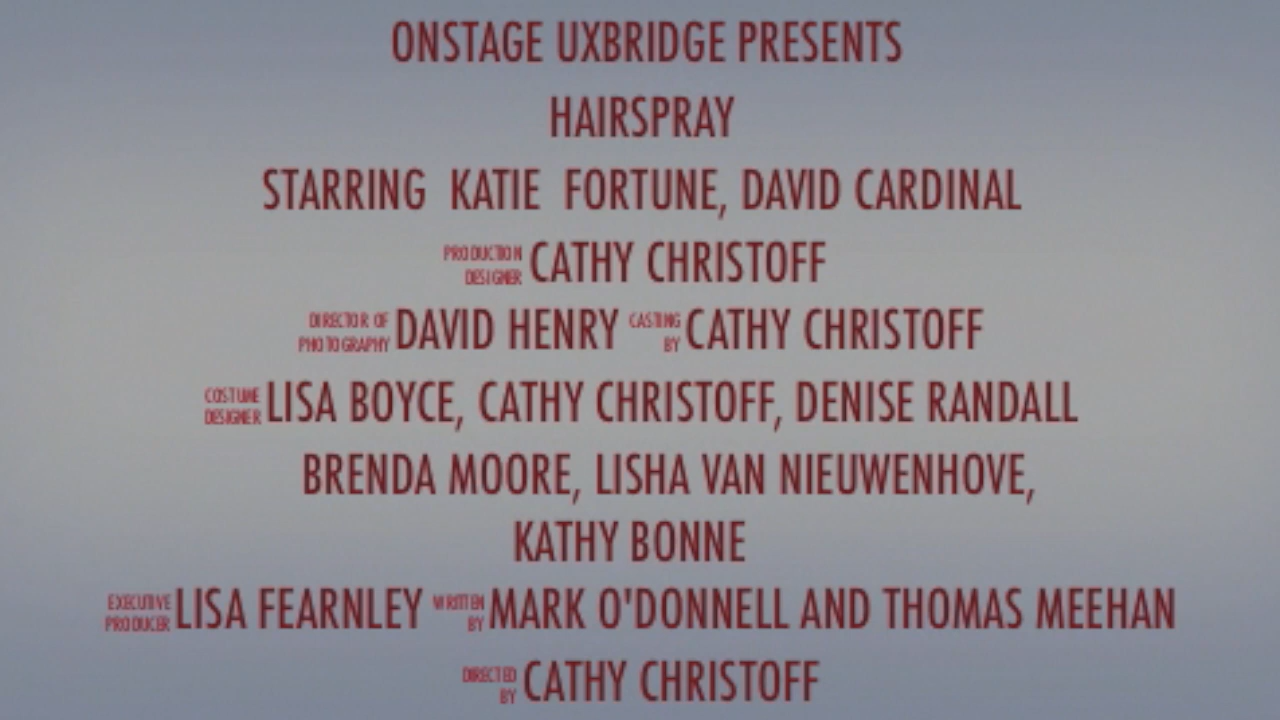 ONSTAGE UXBRIDGE PRESENTS
HAIRSPRAY
STARRING KATIE FORTUNE, DAVID CARDINAL
PRODUCTION DESIGNER CATHY CHRISTOFF
DIRECTOR OF PHOTOGRAPHY DAVID HENRY CASTING BY CATHY CHRISTOFF
COSTUME DESIGNER LISA BOYCE, CATHY CHRISTOFF, DENISE RANDALL
BRENDA MOORE, LISHA VAN NIEUWENHOVE,
KATHY BONNE
EXECUTIVE PRODUCER LISA FEARNLEY WRITTEN BY MARK O'DONNELL AND THOMAS MEEHAN
DIRECTED BY CATHY CHRISTOFF